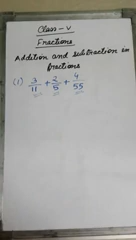 Class - V
Fractions
Addition and subtraction in
fractions
(1) 3/11 + 2/5 + 4/55